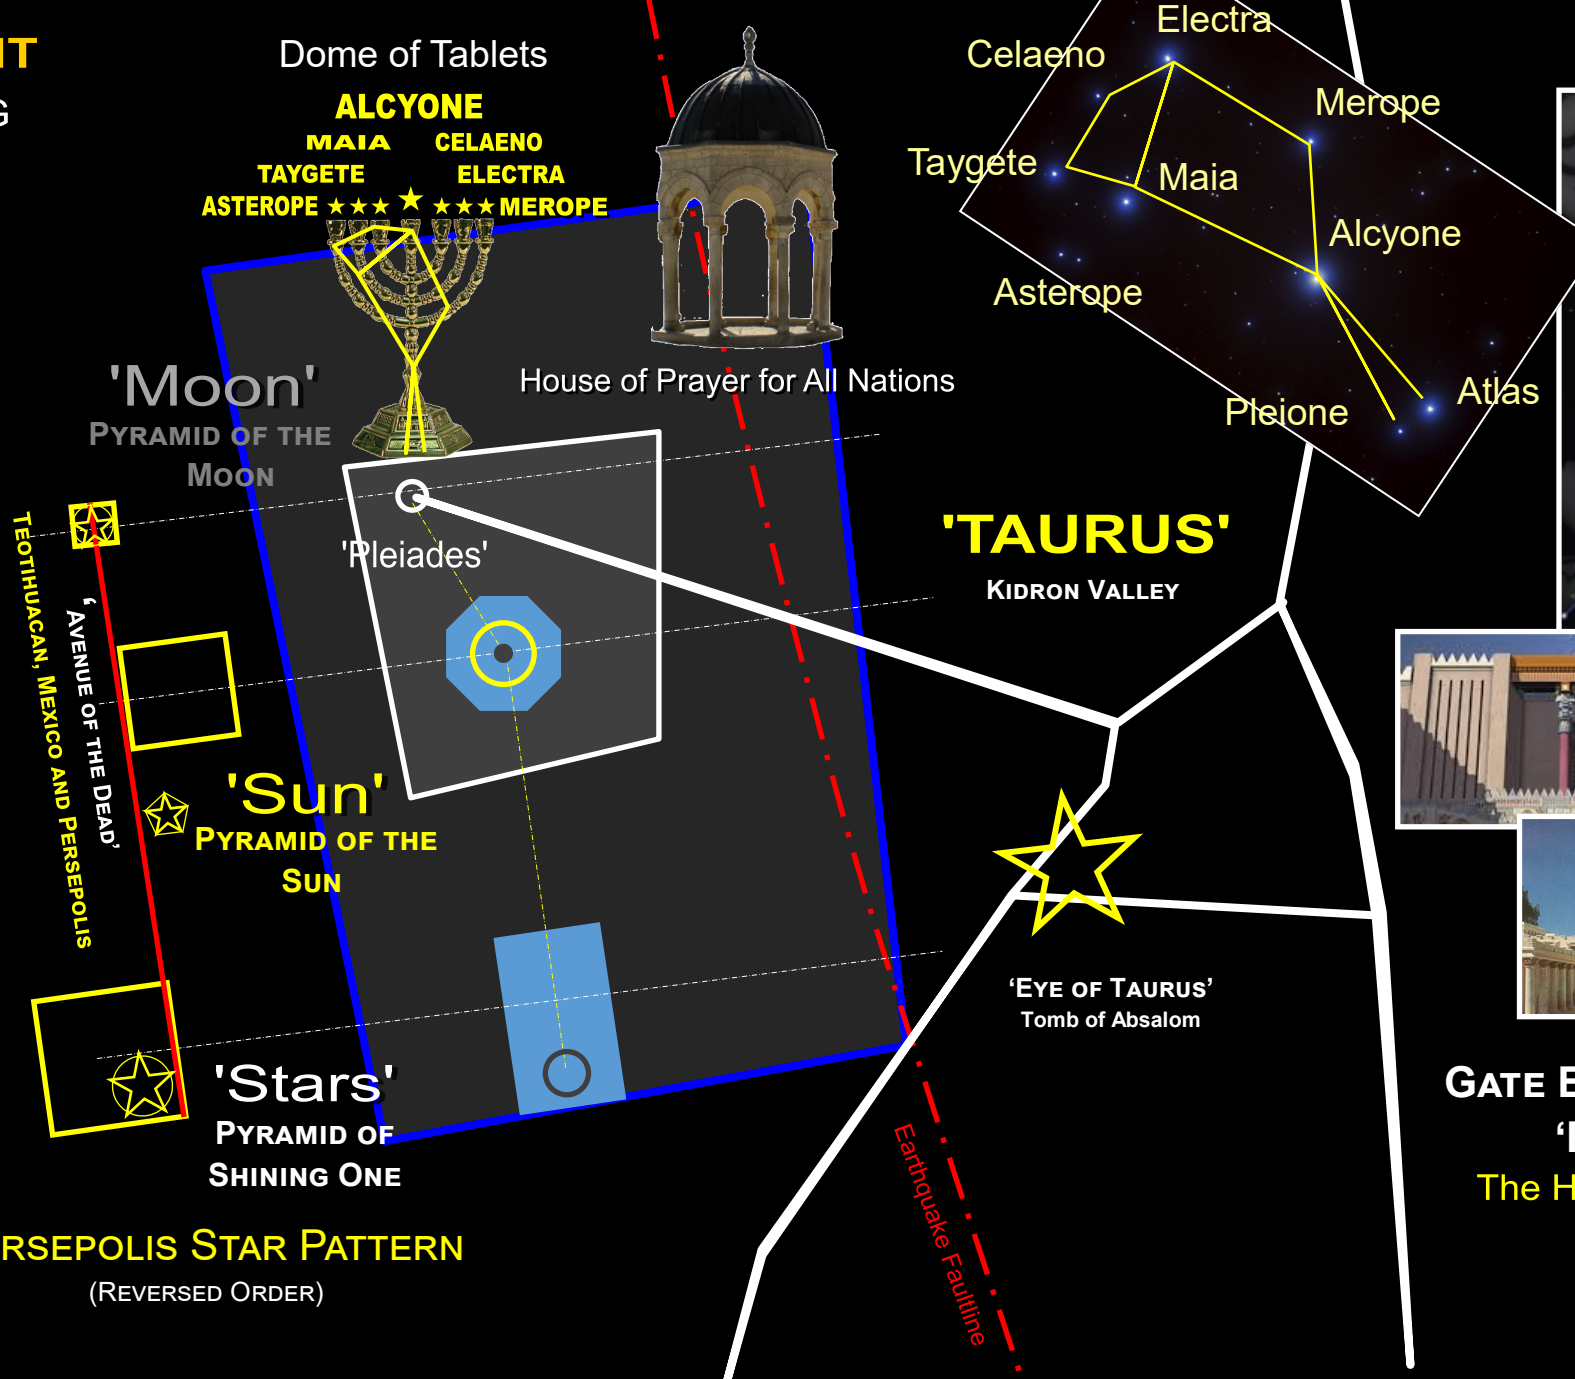 Dome of Tablets
ALCYONE
MAIA CELAENO
TAYGETE ELECTRA
ASTEROPE MEROPE
Electra
Celaeno
Merope
Taygete
Maia
Alcyone
Asterope
Pleione
Atlas
House of Prayer for All Nations
'Moon'
PYRAMID OF THE
MOON
'Pleiades'
'TAURUS'
KIDRON VALLEY
TEOTIHUACAN, MEXICO AND PERSEPOLIS
‘AVENUE OF THE DEAD’
'Sun'
PYRAMID OF THE
SUN
‘EYE OF TAURUS’
Tomb of Absalom
'Stars'
PYRAMID OF
SHINING ONE
Earthquake Faultline
GATE
The H
RSEPOLIS STAR PATTERN
(REVERSED ORDER)